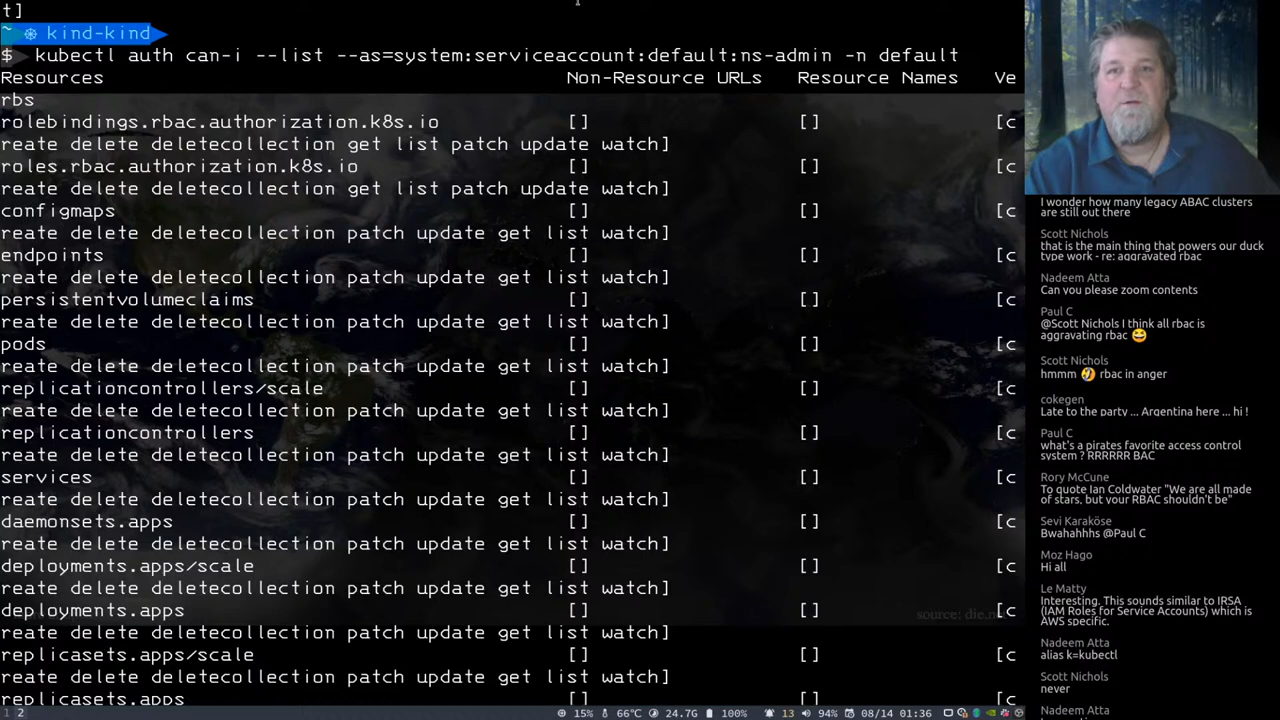 t]
~ ⎈ kind-kind
$ kubectl auth can-i --list --as=system:serviceaccount:default:ns-admin -n default
Resources Non-Resource URLs Resource Names Ve
rbs
rolebindings.rbac.authorization.k8s.io [] [] [c
reate delete deletecollection get list patch update watch]
roles.rbac.authorization.k8s.io [] [] [c
reate delete deletecollection get list patch update watch]
configmaps [] [] [c
reate delete deletecollection patch update get list watch]
endpoints [] [] [c
reate delete deletecollection patch update get list watch]
persistentvolumeclaims [] [] [c
reate delete deletecollection patch update get list watch]
pods [] [] [c
reate delete deletecollection patch update get list watch]
replicationcontrollers/scale [] [] [c
reate delete deletecollection patch update get list watch]
replicationcontrollers [] [] [c
reate delete deletecollection patch update get list watch]
services [] [] [c
reate delete deletecollection patch update get list watch]
daemonsets.apps [] [] [c
reate delete deletecollection patch update get list watch]
deployments.apps/scale [] [] [c
reate delete deletecollection patch update get list watch]
deployments.apps [] [] [c
source: die.n
reate delete deletecollection patch update get list watch]
replicasets.apps/scale [] [] [c
reate delete deletecollection patch update get list watch]
replicasets.apps [] [] [c
1 2 15% 66°C 24.7G 100% 13 94% 08/14 01:36
I wonder how many legacy ABAC clusters
are still out there
Scott Nichols
that is the main thing that powers our duck
type work - re: aggravated rbac
Nadeem Atta
Can you please zoom contents
Paul C
@Scott Nichols I think all rbac is
aggravating rbac 😆
Scott Nichols
hmmm 🤣 rbac in anger
cokegen
Late to the party ... Argentina here ... hi !
Paul C
what's a pirates favorite access control
system ? RRRRRR BAC
Rory McCune
To quote Ian Coldwater "We are all made
of stars, but your RBAC shouldn't be"
Sevi Karaköse
Bwahahhhs @Paul C
Moz Hago
Hi all
Le Matty
Interesting. This sounds similar to IRSA
(IAM Roles for Service Accounts) which is
AWS specific.
Nadeem Atta
alias k=kubectl
Scott Nichols
never
Nadeem Atta